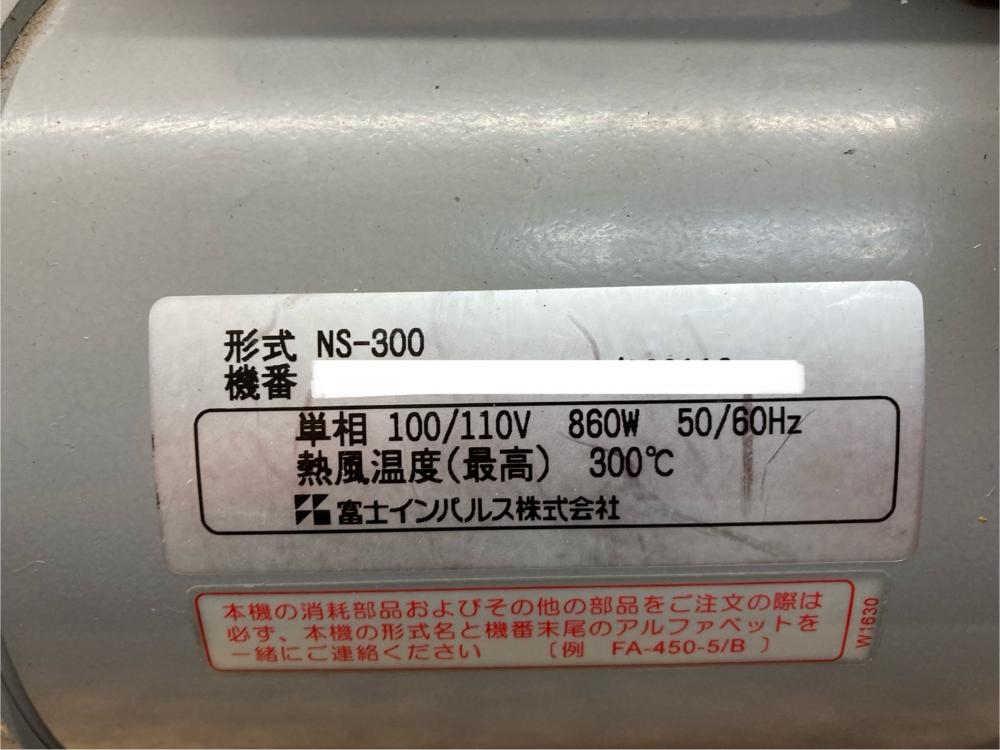 形式 NS-300
機番
単相 100/110V 860W 50/60Hz
熱風温度(最高) 300℃
富士インパルス株式会社
本機の消耗部品およびその他の部品をご注文の際は
必ず、本機の形式名と機番末尾のアルファベットを
一緒にご連絡ください 〔例 FA-450-5/B 〕
W1630